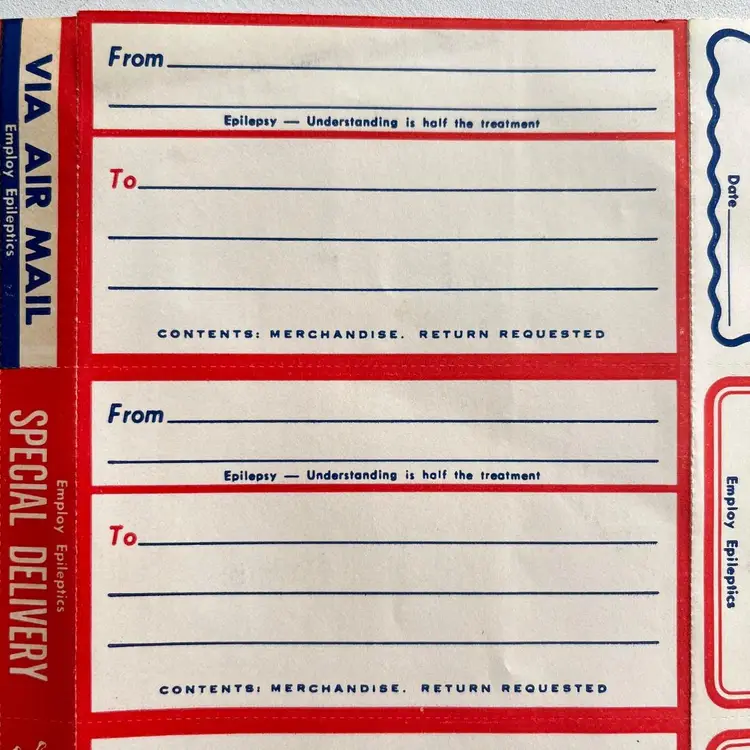 VIA AIR MAIL
Employ Epileptics
SPECIAL DELIVERY
Employ Epileptics
From
Epilepsy — Understanding is half the treatment
To
CONTENTS: MERCHANDISE. RETURN REQUESTED
From
Epilepsy — Understanding is half the treatment
To
CONTENTS: MERCHANDISE. RETURN REQUESTED
Date
Employ Epileptics